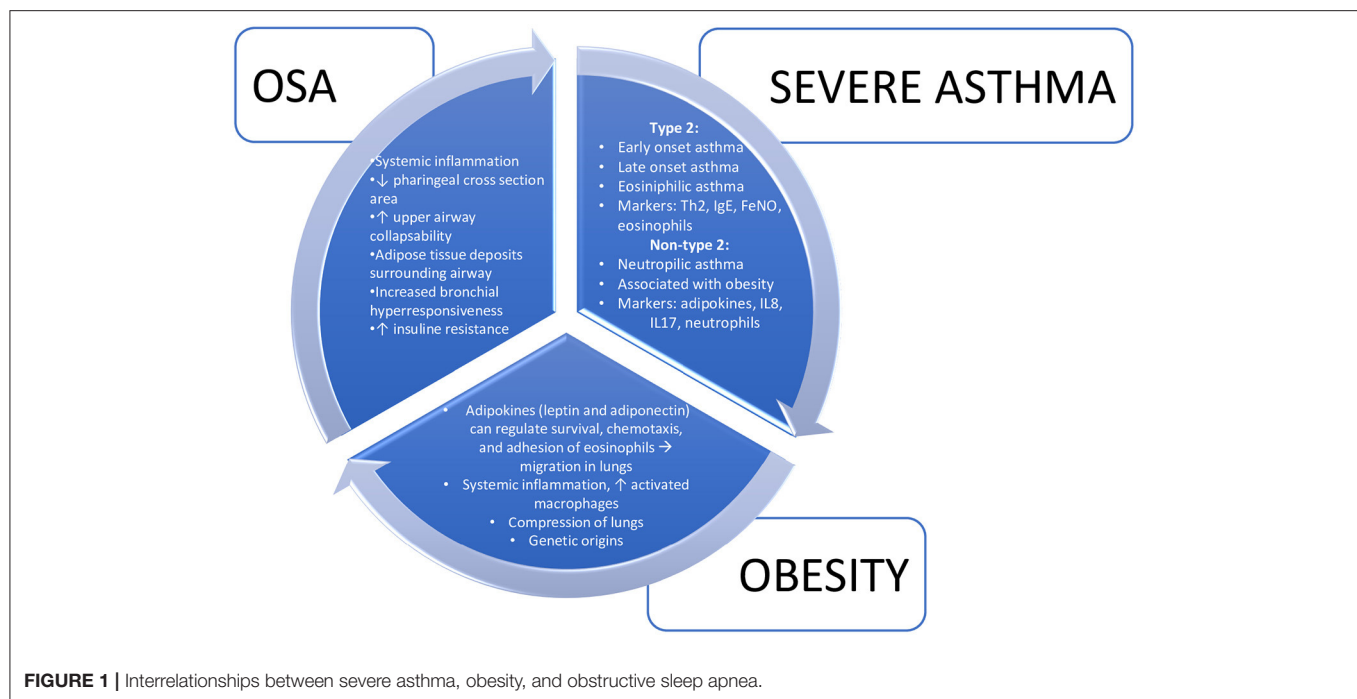 OSA
•Systemic inflammation
•↓ pharingeal cross section
area
•↑ upper airway
collapsability
•Adipose tissue deposits
surrounding airway
•Increased bronchial
hyperresponsiveness
•↑ insuline resistance
SEVERE ASTHMA
Type 2:
• Early onset asthma
• Late onset asthma
• Eosiniphilic asthma
• Markers: Th2, IgE, FeNO,
eosinophils
Non-type 2:
• Neutropilic asthma
• Associated with obesity
• Markers: adipokines, IL8,
IL17, neutrophils
• Adipokines (leptin and adiponectin)
can regulate survival, chemotaxis,
and adhesion of eosinophils →
migration in lungs
• Systemic inflammation, ↑ activated
macrophages
• Compression of lungs
• Genetic origins
OBESITY
FIGURE 1 | Interrelationships between severe asthma, obesity, and obstructive sleep apnea.